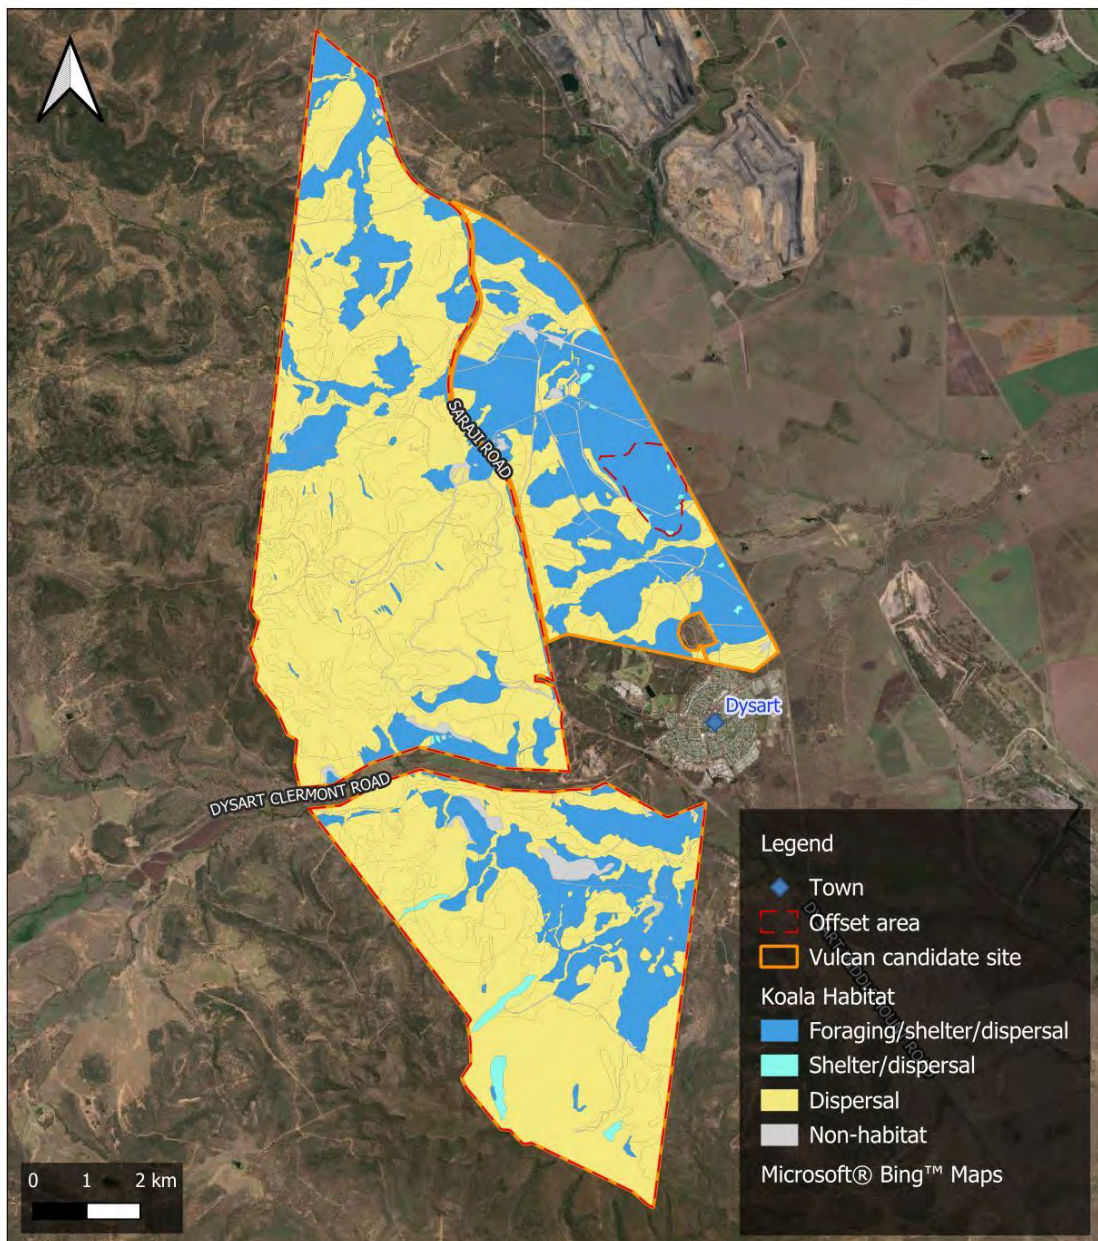 SARAJI ROAD
Dysart
DYSART CLERMONT ROAD
Legend
Town
Offset area
Vulcan candidate site
Koala Habitat
Foraging/shelter/dispersal
Shelter/dispersal
Dispersal
Non-habitat
Microsoft® Bing™ Maps
0 1 2 km